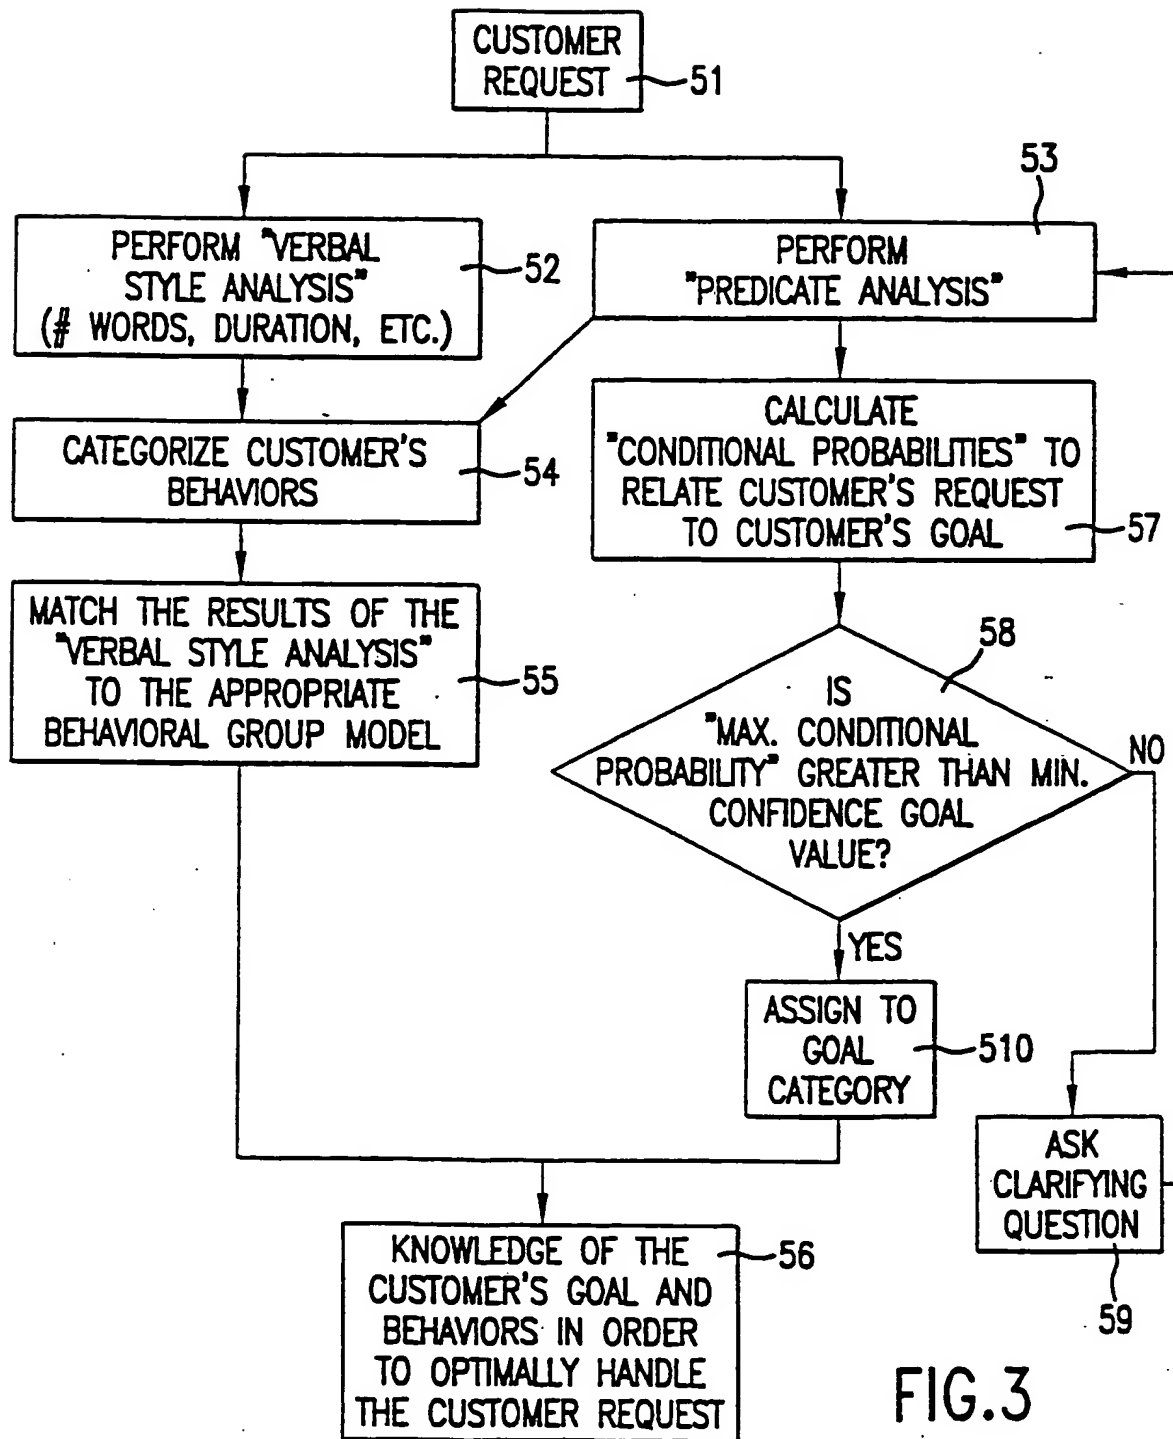 CUSTOMER
REQUEST
51
53
PERFORM "VERBAL
STYLE ANALYSIS"
(# WORDS, DURATION, ETC.)
52
PERFORM
"PREDICATE ANALYSIS"
CATEGORIZE CUSTOMER'S
BEHAVIORS
54
CALCULATE
"CONDITIONAL PROBABILITIES" TO
RELATE CUSTOMER'S REQUEST
TO CUSTOMER'S GOAL
57
MATCH THE RESULTS OF THE
"VERBAL STYLE ANALYSIS"
TO THE APPROPRIATE
BEHAVIORAL GROUP MODEL
55
58
IS
"MAX. CONDITIONAL
PROBABILITY" GREATER THAN MIN.
CONFIDENCE GOAL
VALUE?
NO
YES
ASSIGN TO
GOAL
CATEGORY
510
ASK
CLARIFYING
QUESTION
59
KNOWLEDGE OF THE
CUSTOMER'S GOAL AND
BEHAVIORS IN ORDER
TO OPTIMALLY HANDLE
THE CUSTOMER REQUEST
56
FIG.3